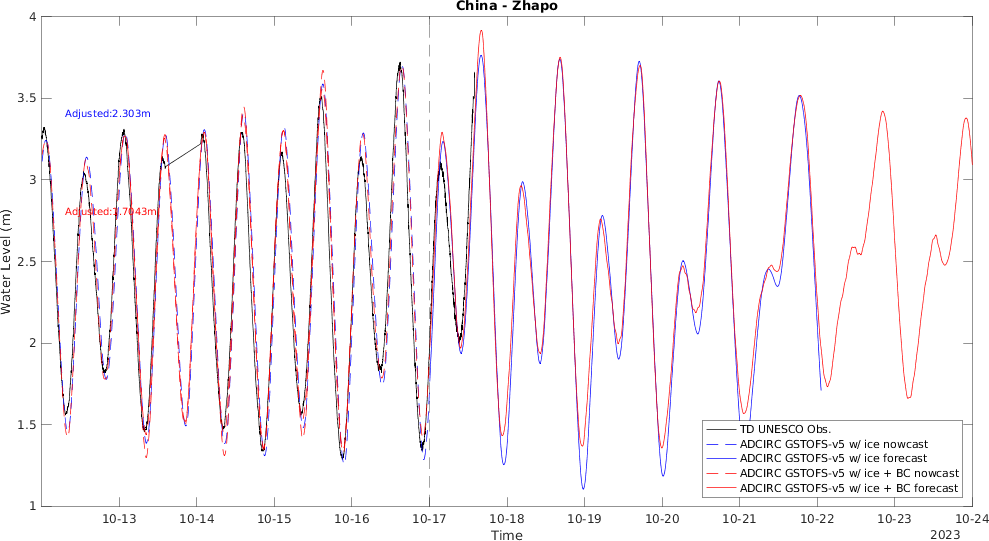 China - Zhapo
Water Level (m)
4
3.5
3
2.5
2
1.5
1
Adjusted:2.303m
Adjusted:1.7043m
TD UNESCO Obs.
ADCIRC GSTOFS-v5 w/ ice nowcast
ADCIRC GSTOFS-v5 w/ ice forecast
ADCIRC GSTOFS-v5 w/ ice + BC nowcast
ADCIRC GSTOFS-v5 w/ ice + BC forecast
10-13 10-14 10-15 10-16 10-17 10-18 10-19 10-20 10-21 10-22 10-23 10-24
Time
2023